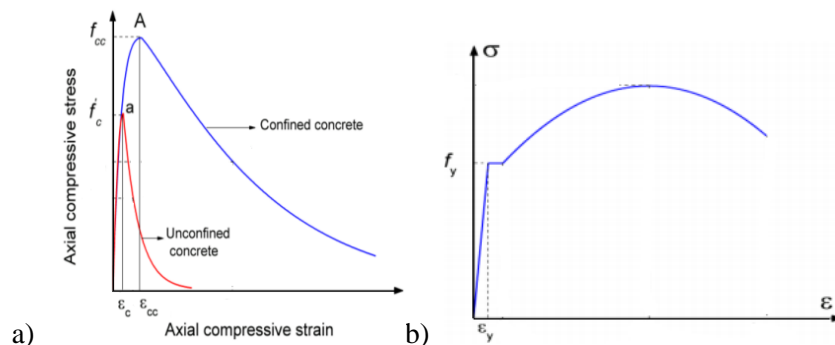 a)
Axial compressive stress
f_cc
A
f'_c
a
Confined concrete
Unconfined
concrete
ε_c
ε_cc
Axial compressive strain
b)
σ
f_y
ε_y
ε